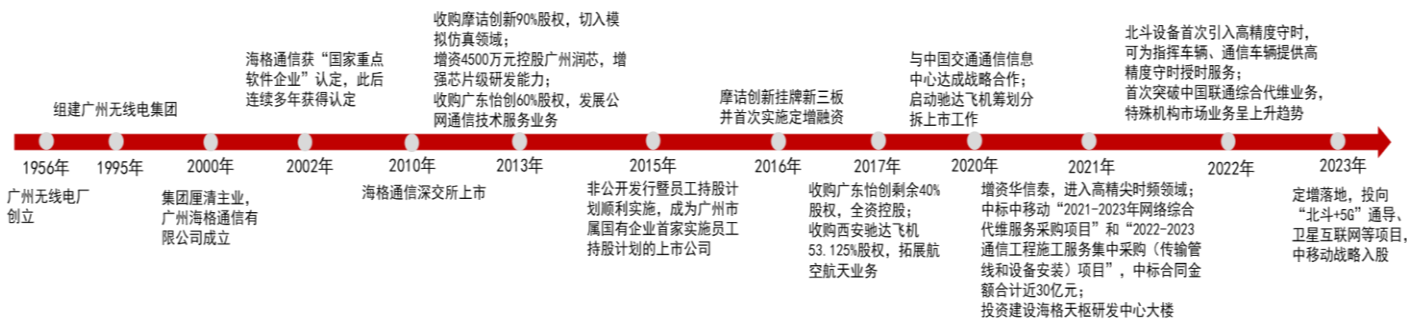 收购摩诘创新90%股权，切入模
拟仿真领域；
增资4500万元控股广州润芯，增
强芯片级研发能力；
收购广东怡创60%股权，发展公
网通信技术服务业务
北斗设备首次引入高精度守时，
可为指挥车辆、通信车辆提供高
精度守时授时服务；
首次突破中国联通综合代维业务，
特殊机构市场业务呈上升趋势
海格通信获“国家重点
软件企业”认定，此后
连续多年获得认定
与中国交通通信信息
中心达成战略合作；
启动驰达飞机筹划分
拆上市工作
组建广州无线电集团
摩诘创新挂牌新三板
并首次实施定增融资
1956年
1995年
2000年
2002年
2010年
2013年
2015年
2016年
2017年
2020年
2021年
2022年
2023年
广州无线电厂
创立
集团厘清主业，
广州海格通信有
限公司成立
海格通信深交所上市
非公开发行暨员工持股计
划顺利实施，成为广州市
属国有企业首家实施员工
持股计划的上市公司
收购广东怡创剩余40%
股权，全资控股；
收购西安驰达飞机
53.125%股权，拓展航
空航天业务
增资华信泰，进入高精尖时频领域；
中标中移动“2021-2023年网络综合
代维服务采购项目”和“2022-2023
通信工程施工服务集中采购（传输管
线和设备安装）项目”，中标合同金
额合计近30亿元；
投资建设海格天枢研发中心大楼
定增落地，投向
“北斗+5G”通导、
卫星互联网等项目，
中移动战略入股